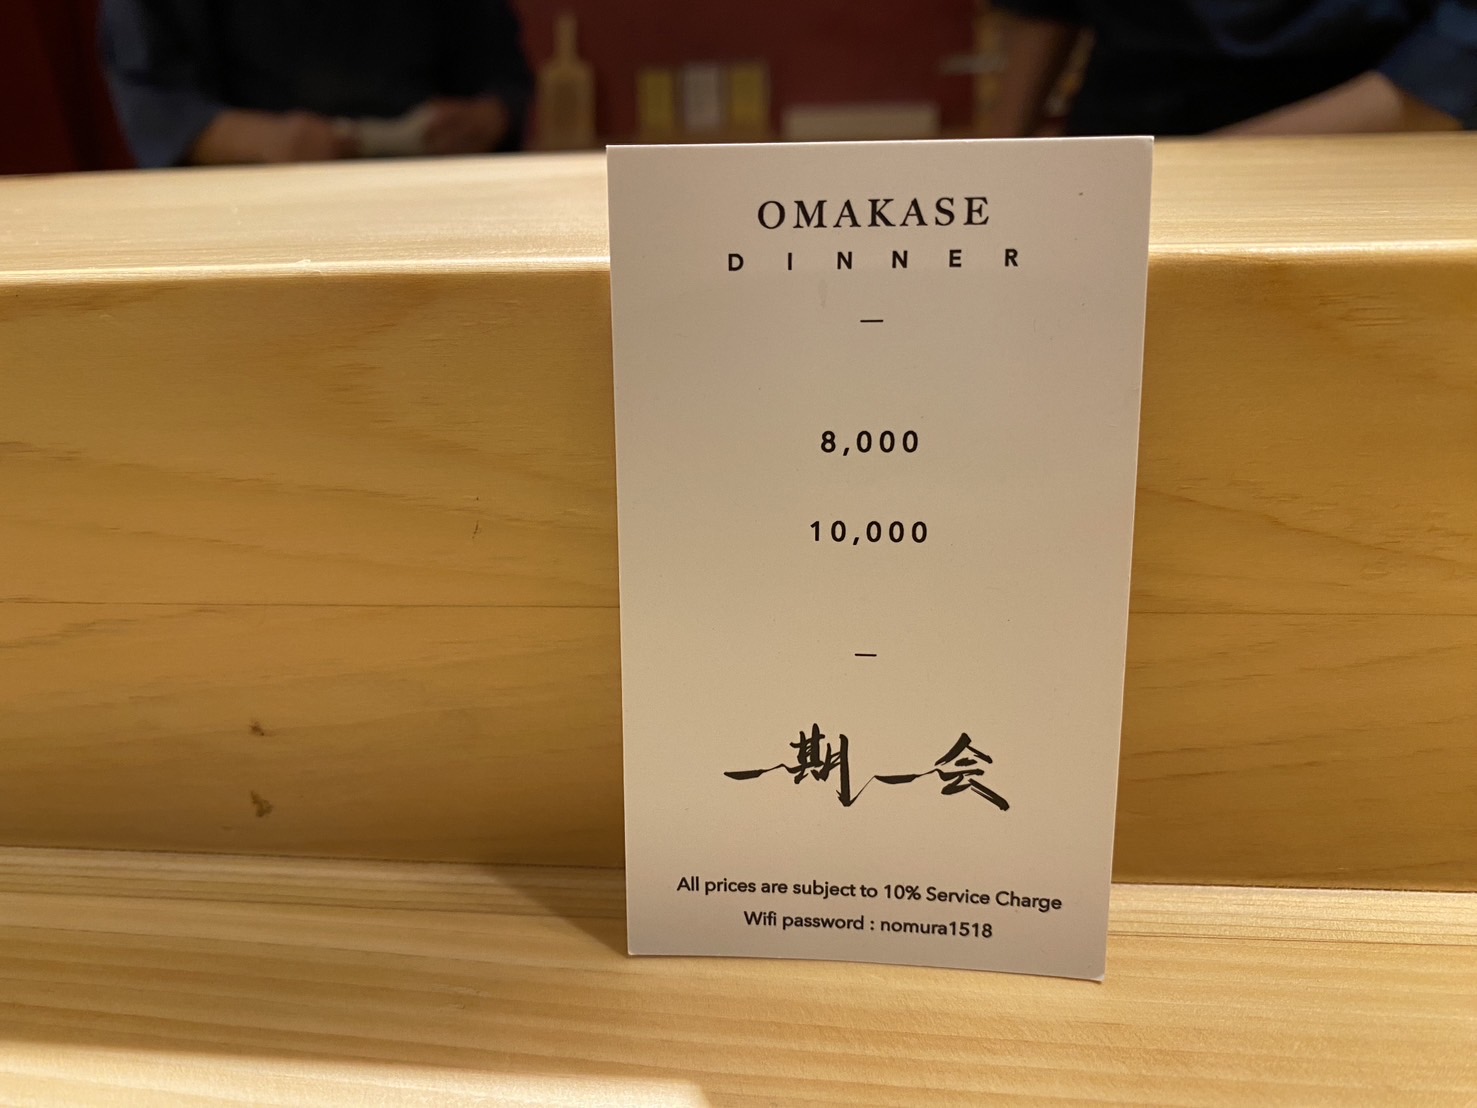 OMAKASE
DINNER
—
8,000
10,000
—
一期一会
All prices are subject to 10% Service Charge
Wifi password : nomura1518